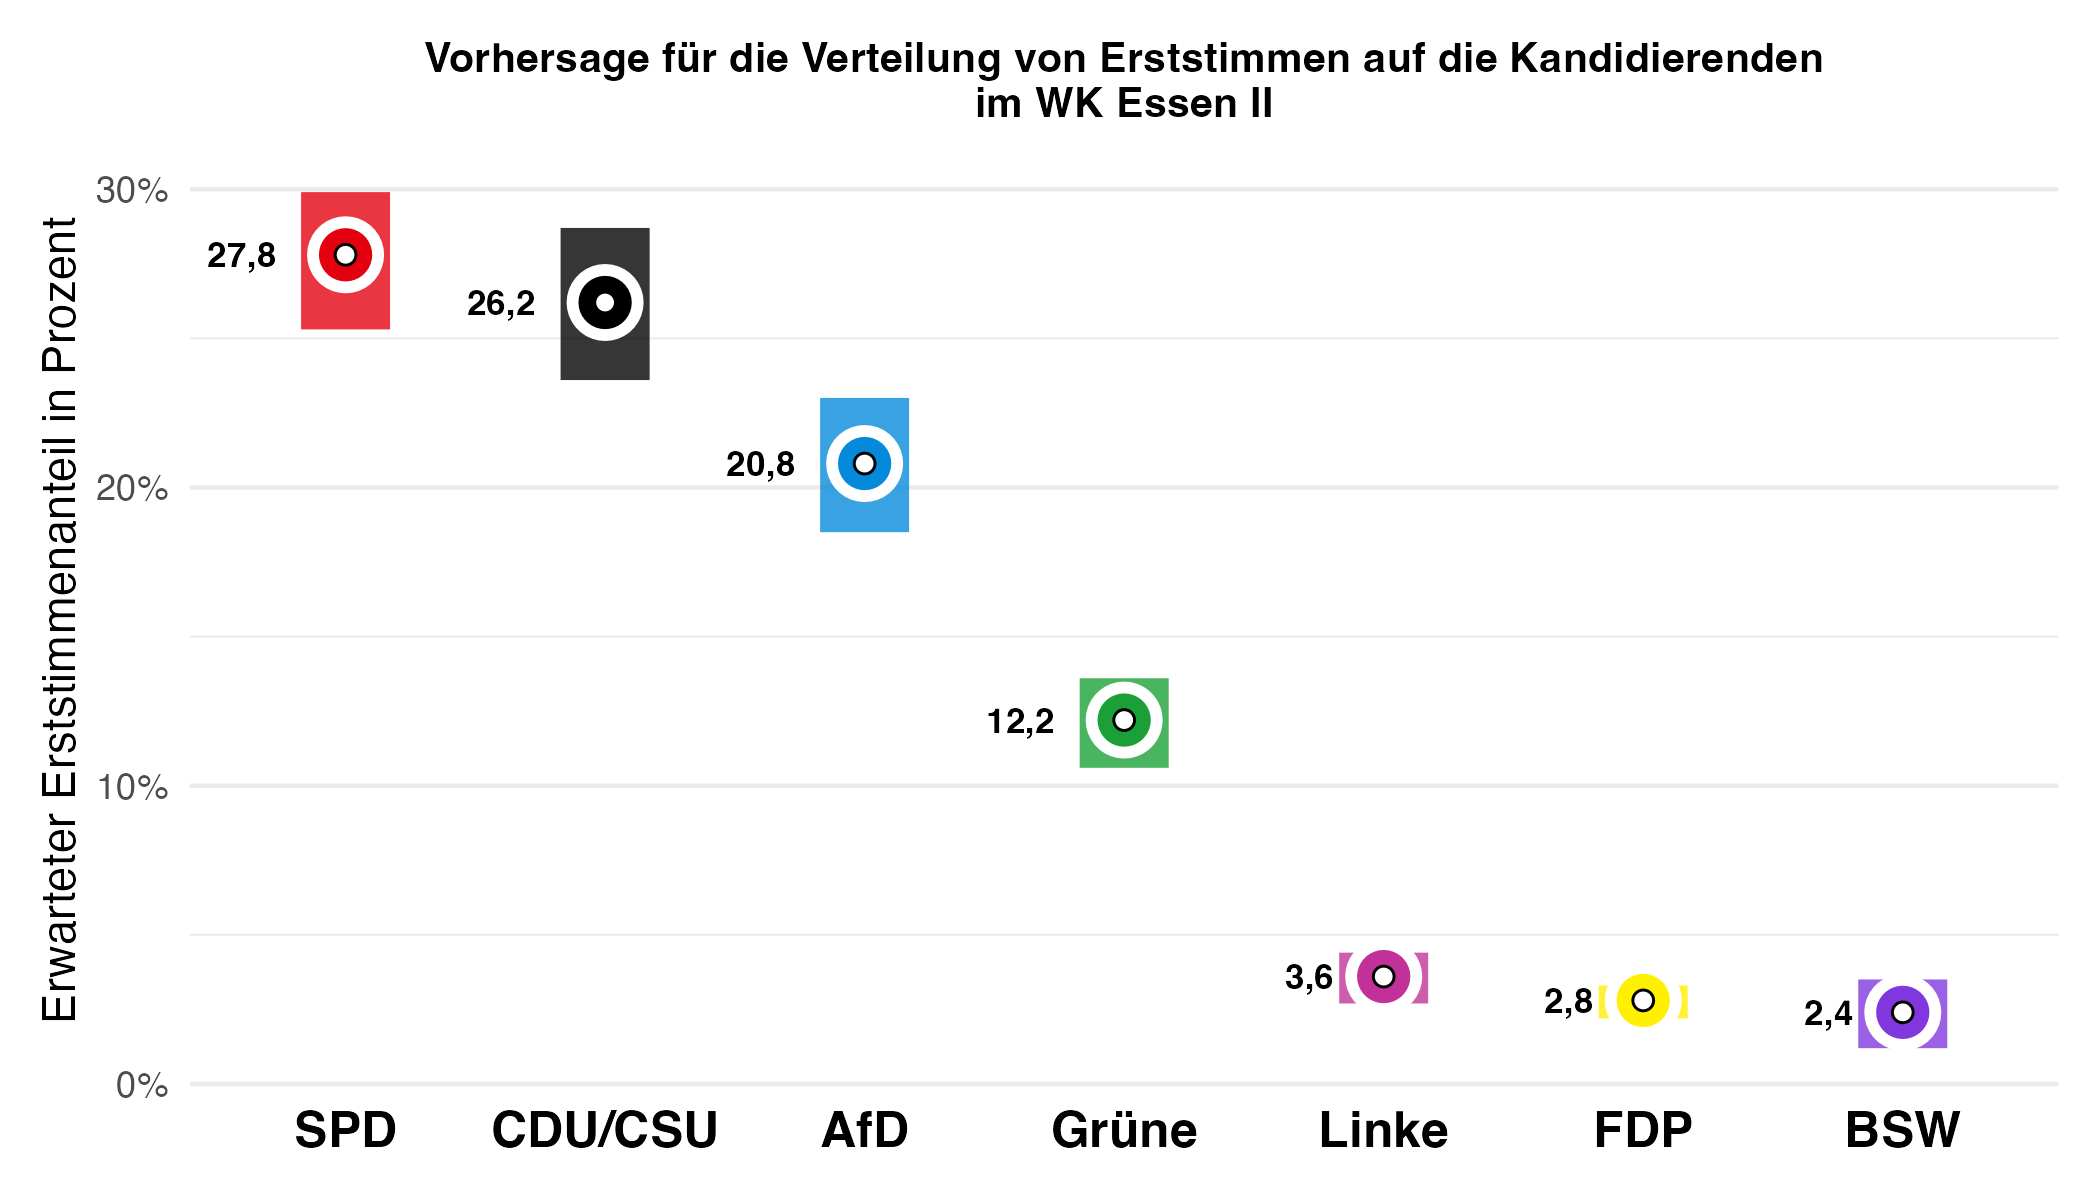 Vorhersage für die Verteilung von Erststimmen auf die Kandidierenden
im WK Essen II
Erwarteter Erststimmenanteil in Prozent
30%
20%
10%
0%
27,8
26,2
20,8
12,2
3,6
2,8
2,4
SPD
CDU/CSU
AfD
Grüne
Linke
FDP
BSW